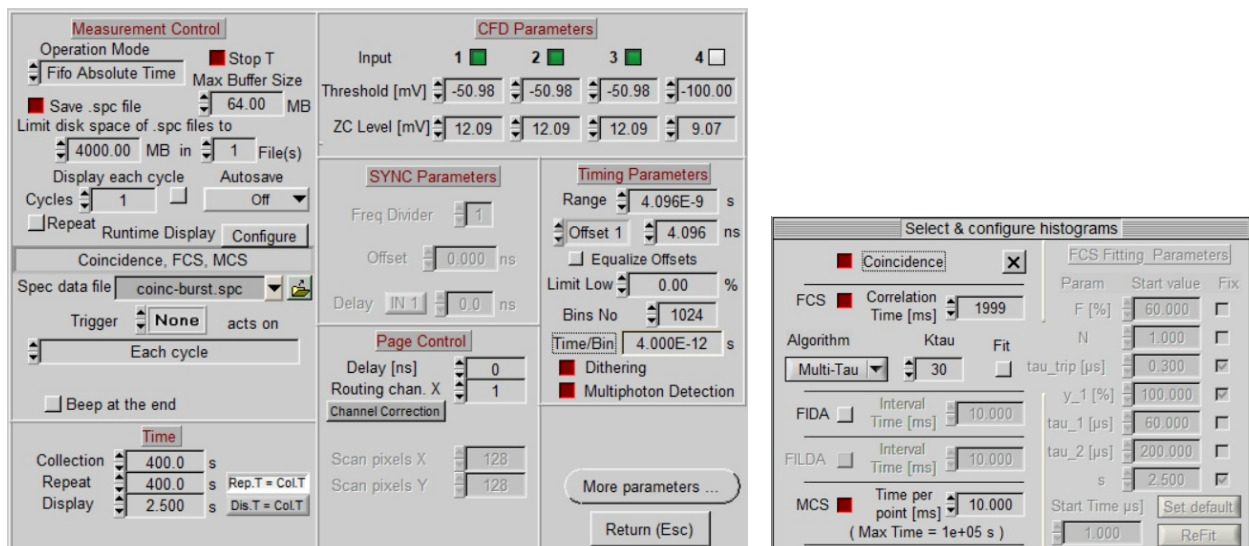 Measurement Control
Operation Mode
Fifo Absolute Time
Stop T
Max Buffer Size
64.00 MB
Save .spc file
Limit disk space of .spc files to
4000.00 MB in 1 File(s)
Display each cycle Autosave
Cycles 1 Off
Repeat
Runtime Display Configure
Coincidence, FCS, MCS
Spec data file coinc-burst.spc
Trigger None acts on
Each cycle
Beep at the end
Time
Collection 400.0 s
Repeat 400.0 s Rep.T = Col.T
Display 2.500 s Dis.T = Col.T
CFD Parameters
Input 1 2 3 4
Threshold [mV] -50.98 -50.98 -50.98 -100.00
ZC Level [mV] 12.09 12.09 12.09 9.07
SYNC Parameters
Freq Divider 1
Offset 0.000 ns
Delay IN 1 0.0 ns
Page Control
Delay [ns] 0
Routing chan. X 1
Channel Correction
Scan pixels X 128
Scan pixels Y 128
Timing Parameters
Range 4.096E-9 s
Offset 1 4.096 ns
Equalize Offsets
Limit Low 0.00 %
Bins No 1024
Time/Bin 4.000E-12 s
Dithering
Multiphoton Detection
More parameters ...
Return (Esc)
Select & configure histograms
Coincidence X
FCS Correlation Time [ms] 1999
Algorithm Ktau Fit
Multi-Tau 30
FIDA Interval Time [ms] 10.000
FILDA Interval Time [ms] 10.000
MCS Time per point [ms] 10.000
( Max Time = 1e+05 s )
FCS Fitting Parameters
Param Start value Fix
F [%] 60.000
N 1.000
tau_trip [µs] 0.300
y_1 [%] 100.000
tau_1 [µs] 60.000
tau_2 [µs] 200.000
s 2.500
Start Time µs] Set default
1.000 ReFit